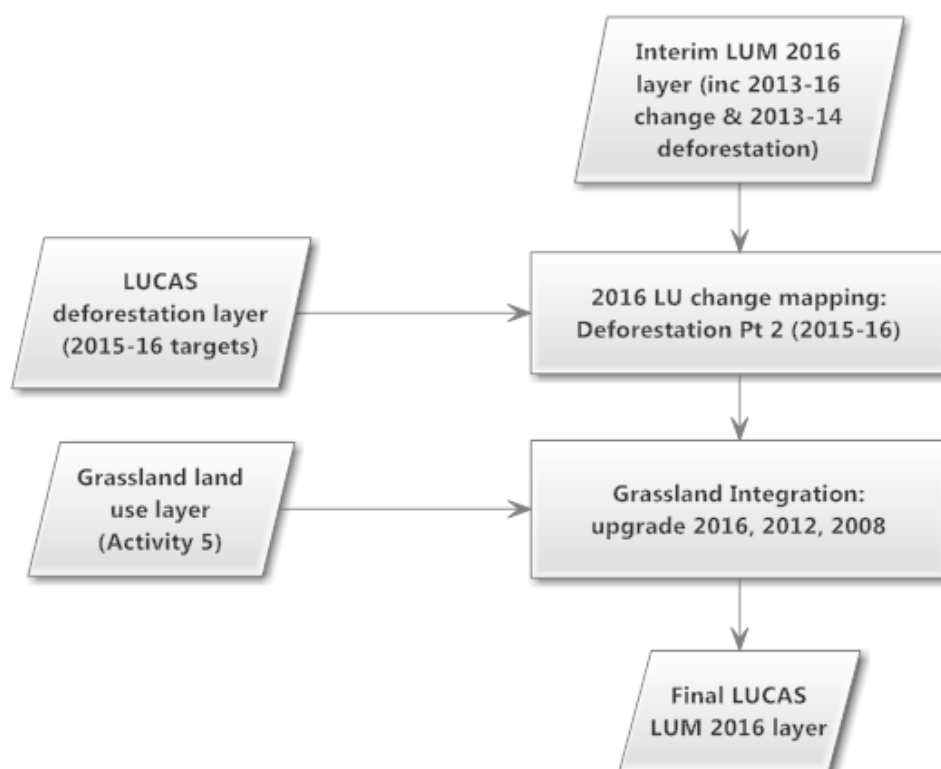 Interim LUM 2016
layer (inc 2013-16
change & 2013-14
deforestation)
LUCAS
deforestation layer
(2015-16 targets)
2016 LU change mapping:
Deforestation Pt 2 (2015-16)
Grassland land
use layer
(Activity 5)
Grassland Integration:
upgrade 2016, 2012, 2008
Final LUCAS
LUM 2016 layer